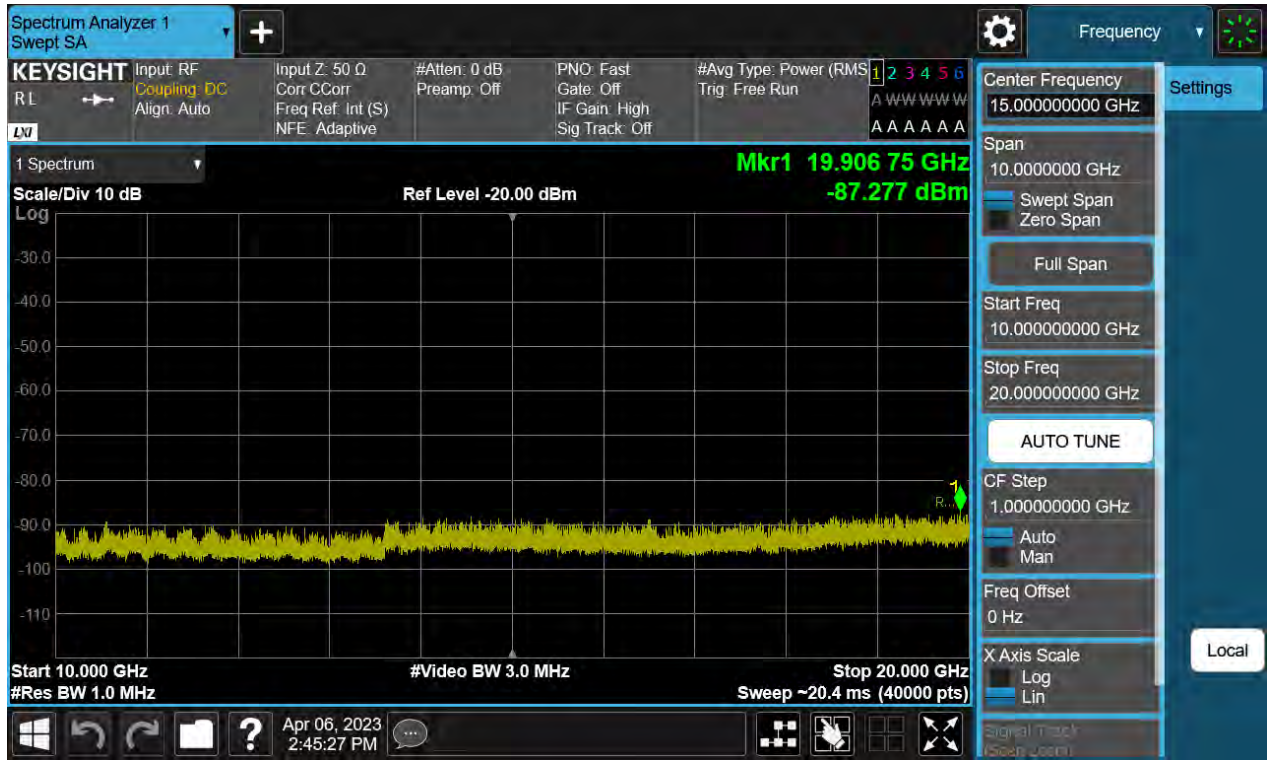 Spectrum Analyzer 1
Swept SA
+
Frequency
KEYSIGHT
RL
LXI
Input: RF
Coupling: DC
Align: Auto
Input Z: 50 Ω
Corr CCorr
Freq Ref: Int (S)
NFE: Adaptive
#Atten: 0 dB
Preamp: Off
PNO: Fast
Gate: Off
IF Gain: High
Sig Track: Off
#Avg Type: Power (RMS
Trig: Free Run
1 2 3 4 5 6
A W W W W W
A A A A A A
1 Spectrum
Scale/Div 10 dB
Ref Level -20.00 dBm
Mkr1 19.906 75 GHz
-87.277 dBm
Log
-30.0
-40.0
-50.0
-60.0
-70.0
-80.0
-90.0
-100
-110
1
R...
Start 10.000 GHz
#Video BW 3.0 MHz
Stop 20.000 GHz
#Res BW 1.0 MHz
Sweep ~20.4 ms (40000 pts)
Center Frequency
15.000000000 GHz
Span
10.0000000 GHz
Swept Span
Zero Span
Full Span
Start Freq
10.000000000 GHz
Stop Freq
20.000000000 GHz
AUTO TUNE
CF Step
1.000000000 GHz
Auto
Man
Freq Offset
0 Hz
X Axis Scale
Log
Lin
Signal Track
(Span Zoom)
Settings
Local
?
Apr 06, 2023
2:45:27 PM